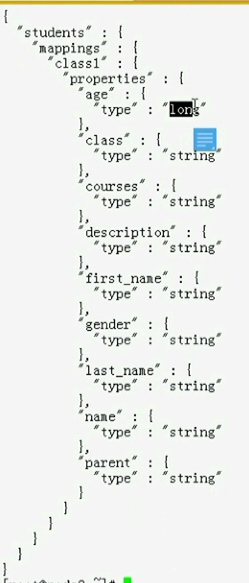 {
"students" : {
"mappings" : {
"class1" : {
"properties" : {
"age" : {
"type" : "long"
},
"class" : {
"type" : "string"
},
"courses" : {
"type" : "string"
},
"description" : {
"type" : "string"
},
"first_name" : {
"type" : "string"
},
"gender" : {
"type" : "string"
},
"last_name" : {
"type" : "string"
},
"name" : {
"type" : "string"
},
"parent" : {
"type" : "string"
}
}
}
}
}
}